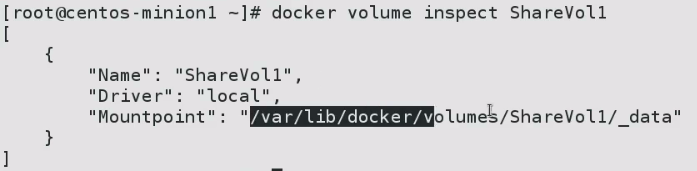 [root@centos-minion1 ~]# docker volume inspect ShareVol1
[
    {
        "Name": "ShareVol1",
        "Driver": "local",
        "Mountpoint": "/var/lib/docker/volumes/ShareVol1/_data"
    }
]